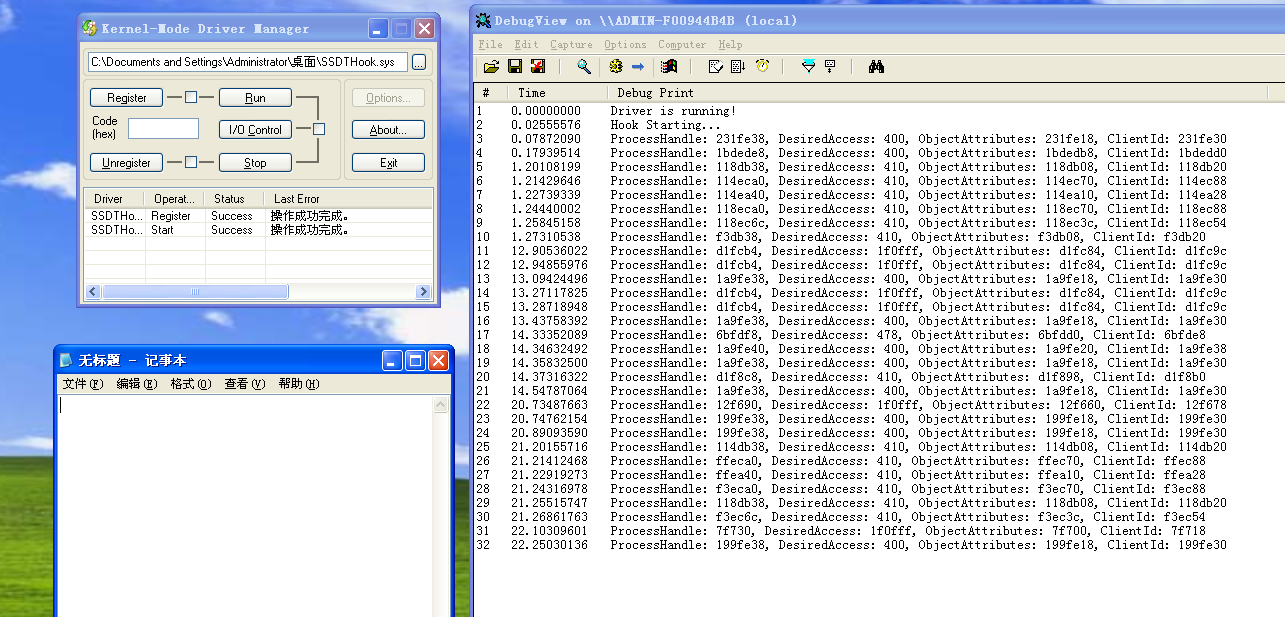 Kernel-Mode Driver Manager
C:\Documents and Settings\Administrator\桌面\SSDTHook.sys ...
Register Run Options...
Code (hex) I/O Control About...
Unregister Stop Exit
Driver Operat... Status Last Error
SSDTHo... Register Success 操作成功完成。
SSDTHo... Start Success 操作成功完成。
无标题 - 记事本
文件(F) 编辑(E) 格式(O) 查看(V) 帮助(H)
DebugView on \\ADMIN-F00944B4B (local)
File Edit Capture Options Computer Help
# Time Debug Print
1 0.00000000 Driver is running!
2 0.02555576 Hook Starting...
3 0.07872090 ProcessHandle: 231fe38, DesiredAccess: 400, ObjectAttributes: 231fe18, ClientId: 231fe30
4 0.17939514 ProcessHandle: 1bdede8, DesiredAccess: 400, ObjectAttributes: 1bdedb8, ClientId: 1bdedd0
5 1.20108199 ProcessHandle: 118db38, DesiredAccess: 410, ObjectAttributes: 118db08, ClientId: 118db20
6 1.21429646 ProcessHandle: 114eca0, DesiredAccess: 410, ObjectAttributes: 114ec70, ClientId: 114ec88
7 1.22739339 ProcessHandle: 114ea40, DesiredAccess: 410, ObjectAttributes: 114ea10, ClientId: 114ea28
8 1.24440002 ProcessHandle: 118eca0, DesiredAccess: 410, ObjectAttributes: 118ec70, ClientId: 118ec88
9 1.25845158 ProcessHandle: 118ec6c, DesiredAccess: 410, ObjectAttributes: 118ec3c, ClientId: 118ec54
10 1.27310538 ProcessHandle: f3db38, DesiredAccess: 410, ObjectAttributes: f3db08, ClientId: f3db20
11 12.90536022 ProcessHandle: d1fcb4, DesiredAccess: 1f0fff, ObjectAttributes: d1fc84, ClientId: d1fc9c
12 12.94855976 ProcessHandle: d1fcb4, DesiredAccess: 1f0fff, ObjectAttributes: d1fc84, ClientId: d1fc9c
13 13.09424496 ProcessHandle: 1a9fe38, DesiredAccess: 400, ObjectAttributes: 1a9fe18, ClientId: 1a9fe30
14 13.27117825 ProcessHandle: d1fcb4, DesiredAccess: 1f0fff, ObjectAttributes: d1fc84, ClientId: d1fc9c
15 13.28718948 ProcessHandle: d1fcb4, DesiredAccess: 1f0fff, ObjectAttributes: d1fc84, ClientId: d1fc9c
16 13.43758392 ProcessHandle: 1a9fe38, DesiredAccess: 400, ObjectAttributes: 1a9fe18, ClientId: 1a9fe30
17 14.33352089 ProcessHandle: 6bfdf8, DesiredAccess: 478, ObjectAttributes: 6bfdd0, ClientId: 6bfde8
18 14.34632492 ProcessHandle: 1a9fe40, DesiredAccess: 400, ObjectAttributes: 1a9fe20, ClientId: 1a9fe38
19 14.35832500 ProcessHandle: 1a9fe38, DesiredAccess: 400, ObjectAttributes: 1a9fe18, ClientId: 1a9fe30
20 14.37316322 ProcessHandle: d1f8c8, DesiredAccess: 410, ObjectAttributes: d1f898, ClientId: d1f8b0
21 14.54787064 ProcessHandle: 1a9fe38, DesiredAccess: 400, ObjectAttributes: 1a9fe18, ClientId: 1a9fe30
22 20.73487663 ProcessHandle: 12f690, DesiredAccess: 1f0fff, ObjectAttributes: 12f660, ClientId: 12f678
23 20.74762154 ProcessHandle: 199fe38, DesiredAccess: 400, ObjectAttributes: 199fe18, ClientId: 199fe30
24 20.89093590 ProcessHandle: 199fe38, DesiredAccess: 400, ObjectAttributes: 199fe18, ClientId: 199fe30
25 21.20155716 ProcessHandle: 114db38, DesiredAccess: 410, ObjectAttributes: 114db08, ClientId: 114db20
26 21.21412468 ProcessHandle: ffeca0, DesiredAccess: 410, ObjectAttributes: ffec70, ClientId: ffec88
27 21.22919273 ProcessHandle: ffea40, DesiredAccess: 410, ObjectAttributes: ffea10, ClientId: ffea28
28 21.24316978 ProcessHandle: f3eca0, DesiredAccess: 410, ObjectAttributes: f3ec70, ClientId: f3ec88
29 21.25515747 ProcessHandle: 118db38, DesiredAccess: 410, ObjectAttributes: 118db08, ClientId: 118db20
30 21.26861763 ProcessHandle: f3ec6c, DesiredAccess: 410, ObjectAttributes: f3ec3c, ClientId: f3ec54
31 22.10309601 ProcessHandle: 7f730, DesiredAccess: 1f0fff, ObjectAttributes: 7f700, ClientId: 7f718
32 22.25030136 ProcessHandle: 199fe38, DesiredAccess: 400, ObjectAttributes: 199fe18, ClientId: 199fe30